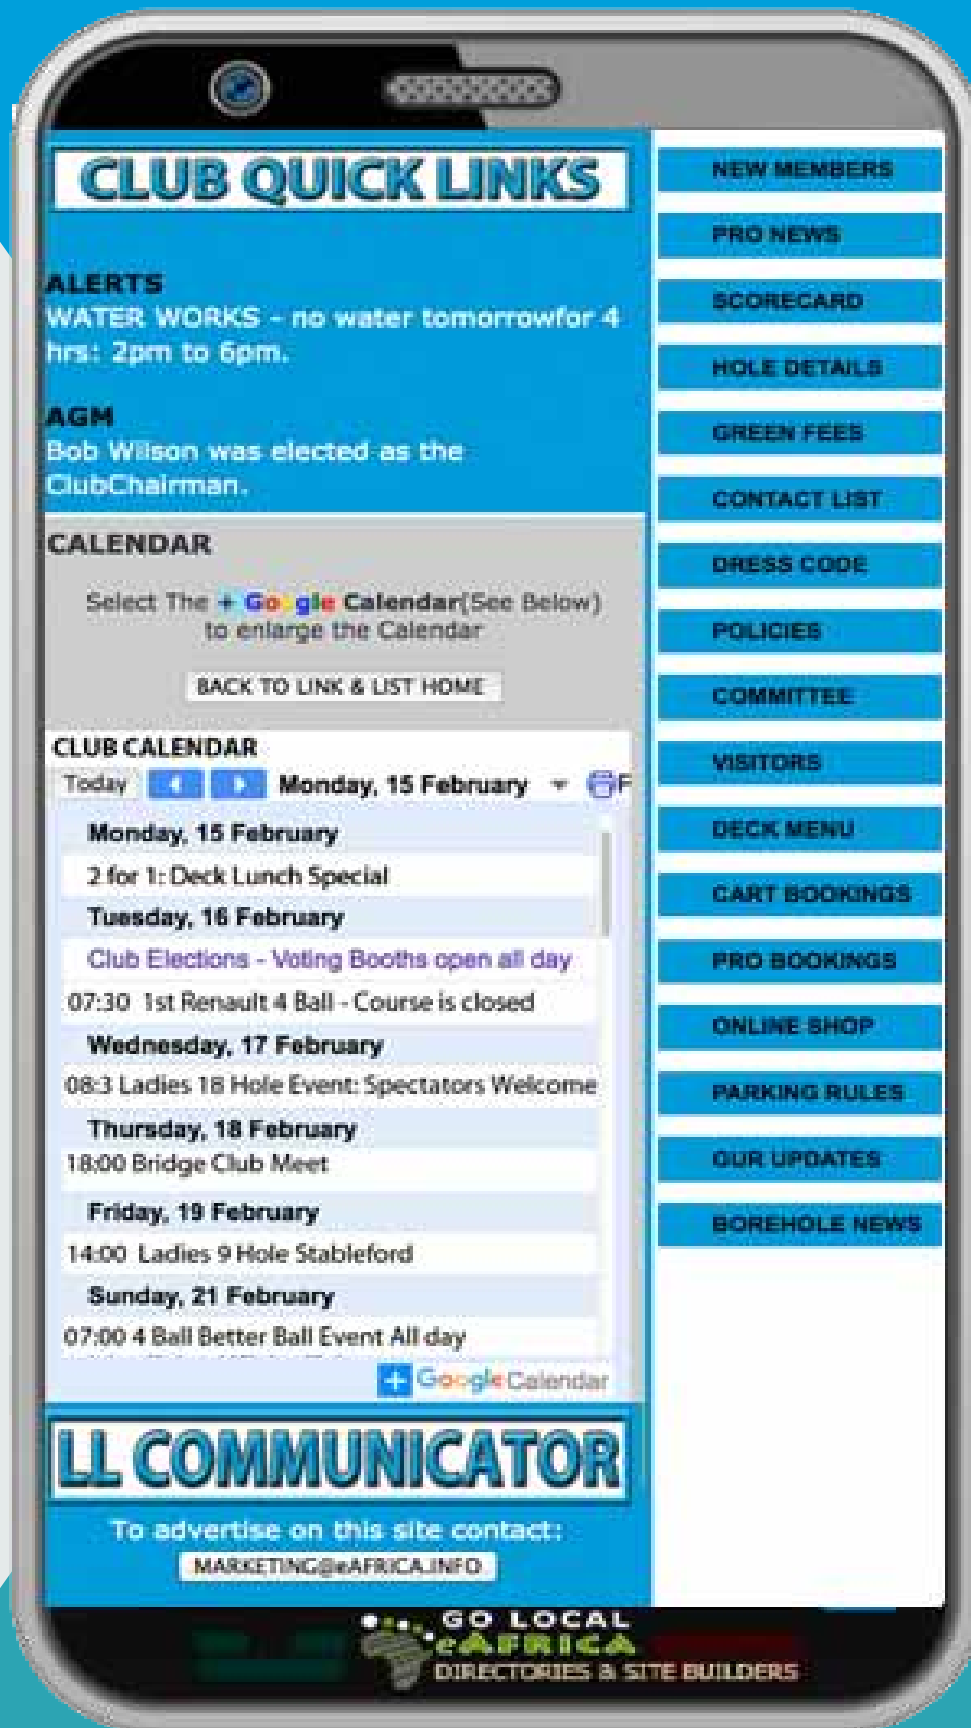 CLUB QUICK LINKS
ALERTS
WATER WORKS - no water tomorrowfor 4
hrs: 2pm to 6pm.
AGM
Bob Wilson was elected as the
ClubChairman.
CALENDAR
Select The + Google Calendar(See Below)
to enlarge the Calendar
BACK TO LINK & LIST HOME
CLUB CALENDAR
Today Monday, 15 February F
Monday, 15 February
2 for 1: Deck Lunch Special
Tuesday, 16 February
Club Elections - Voting Booths open all day
07:30 1st Renault 4 Ball - Course is closed
Wednesday, 17 February
08:3 Ladies 18 Hole Event: Spectators Welcome
Thursday, 18 February
18:00 Bridge Club Meet
Friday, 19 February
14:00 Ladies 9 Hole Stableford
Sunday, 21 February
07:00 4 Ball Better Ball Event All day
+ Google Calendar
LL COMMUNICATOR
To advertise on this site contact:
MARKETING@eAFRICA.INFO
NEW MEMBERS
PRO NEWS
SCORECARD
HOLE DETAILS
GREEN FEES
CONTACT LIST
DRESS CODE
POLICIES
COMMITTEE
VISITORS
DECK MENU
CART BOOKINGS
PRO BOOKINGS
ONLINE SHOP
PARKING RULES
OUR UPDATES
BOREHOLE NEWS
GO LOCAL
eAFRICA
DIRECTORIES & SITE BUILDERS